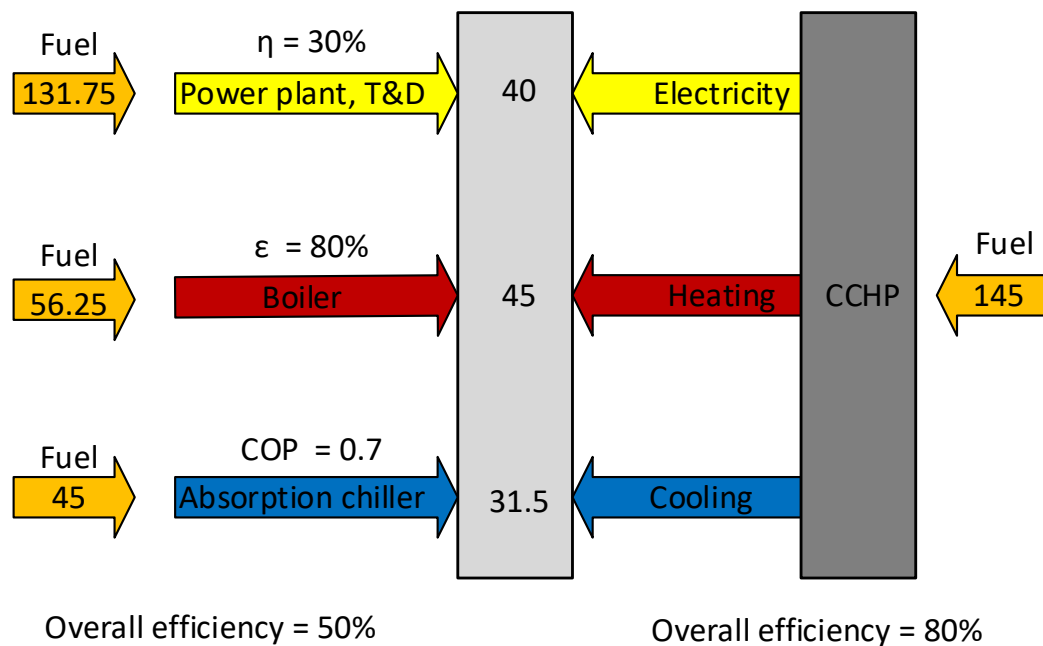 Fuel
η = 30%
131.75
Power plant, T&D
40
Electricity
Fuel
ε = 80%
Fuel
56.25
Boiler
45
Heating
CCHP
145
Fuel
COP = 0.7
45
Absorption chiller
31.5
Cooling
Overall efficiency = 50%
Overall efficiency = 80%